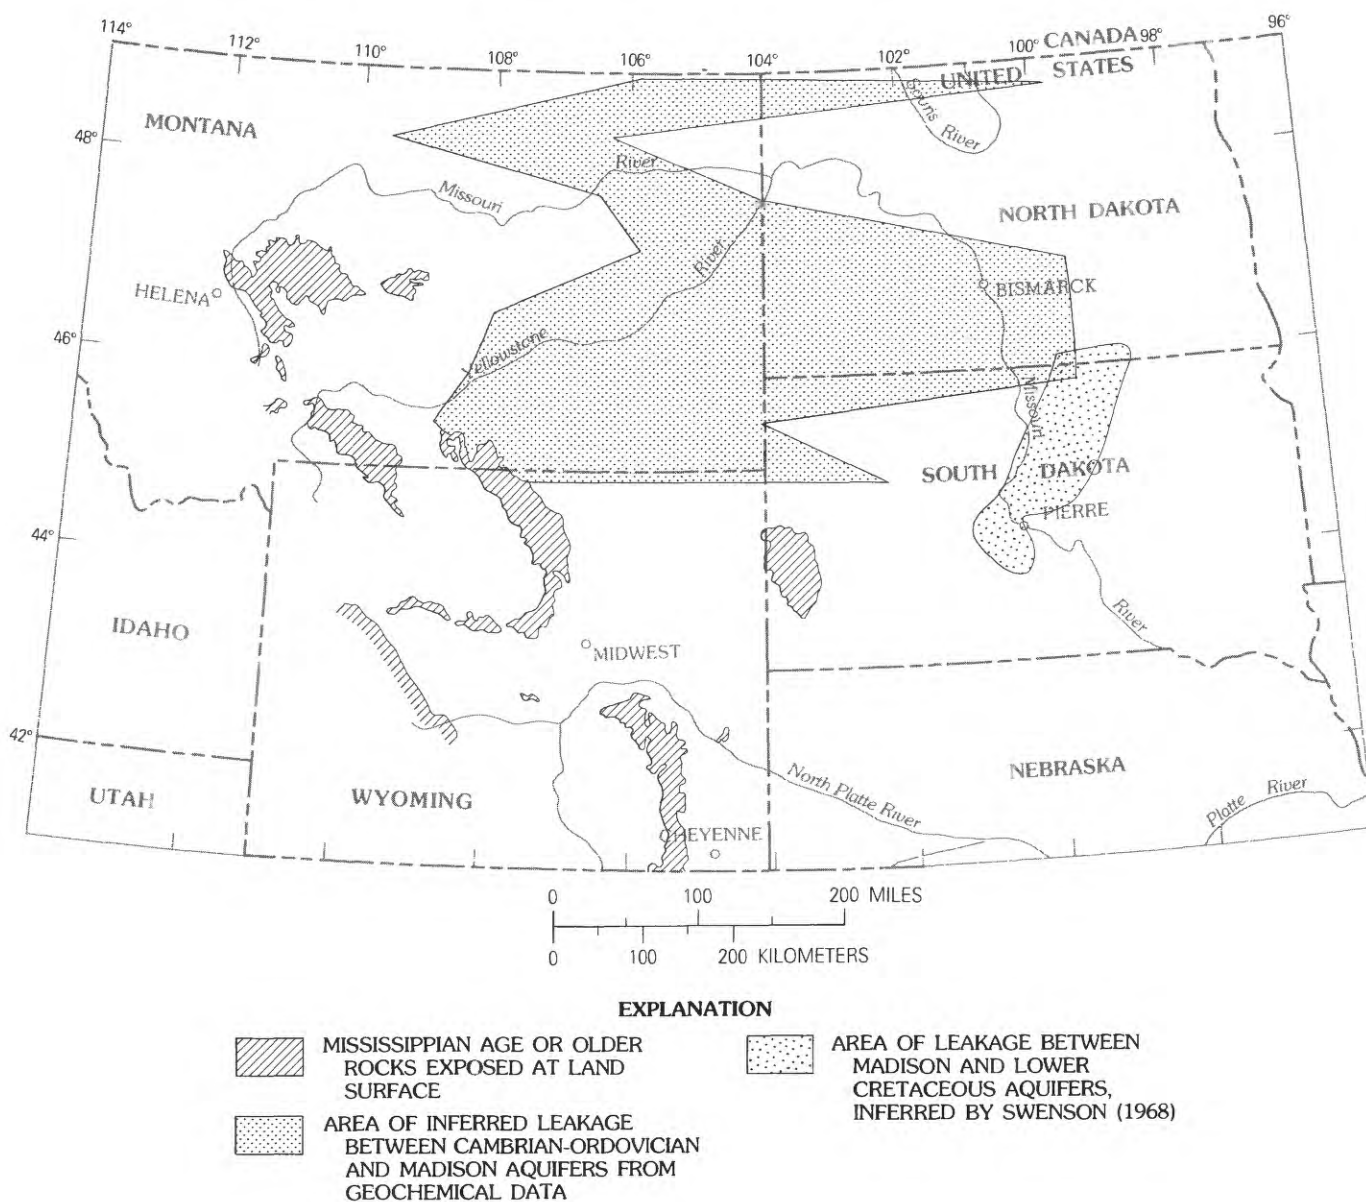 114°
112°
110°
108°
106°
104°
102°
100°
98°
96°
CANADA
UNITED STATES
Souris River
MONTANA
48°
Missouri River
NORTH DAKOTA
HELENA
River
BISMARCK
46°
Yellowstone
Missouri
SOUTH DAKOTA
PIERRE
44°
IDAHO
River
MIDWEST
42°
UTAH
WYOMING
North Platte River
NEBRASKA
Platte River
CHEYENNE
0 100 200 MILES
0 100 200 KILOMETERS
EXPLANATION
MISSISSIPPIAN AGE OR OLDER
ROCKS EXPOSED AT LAND
SURFACE
AREA OF INFERRED LEAKAGE
BETWEEN CAMBRIAN-ORDOVICIAN
AND MADISON AQUIFERS FROM
GEOCHEMICAL DATA
AREA OF LEAKAGE BETWEEN
MADISON AND LOWER
CRETACEOUS AQUIFERS,
INFERRED BY SWENSON (1968)